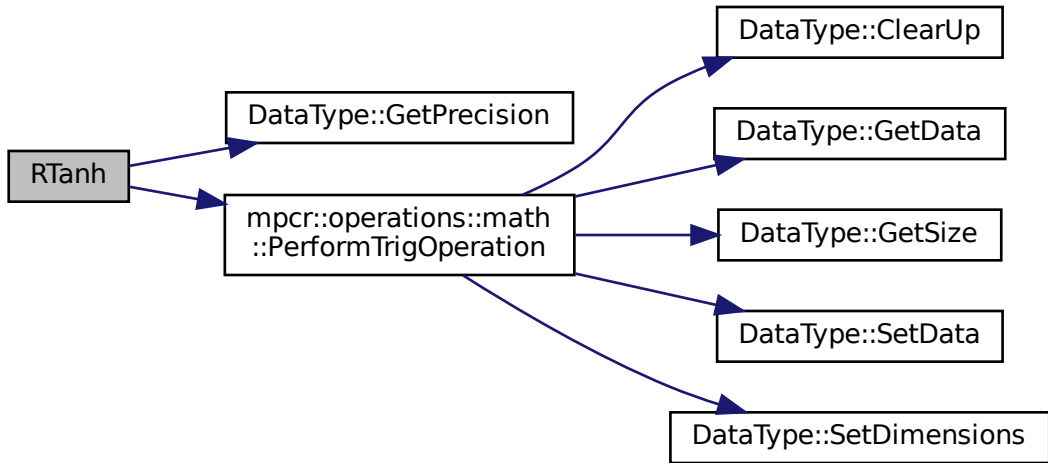 RTanh
DataType::GetPrecision
mpcr::operations::math
::PerformTrigOperation
DataType::ClearUp
DataType::GetData
DataType::GetSize
DataType::SetData
DataType::SetDimensions